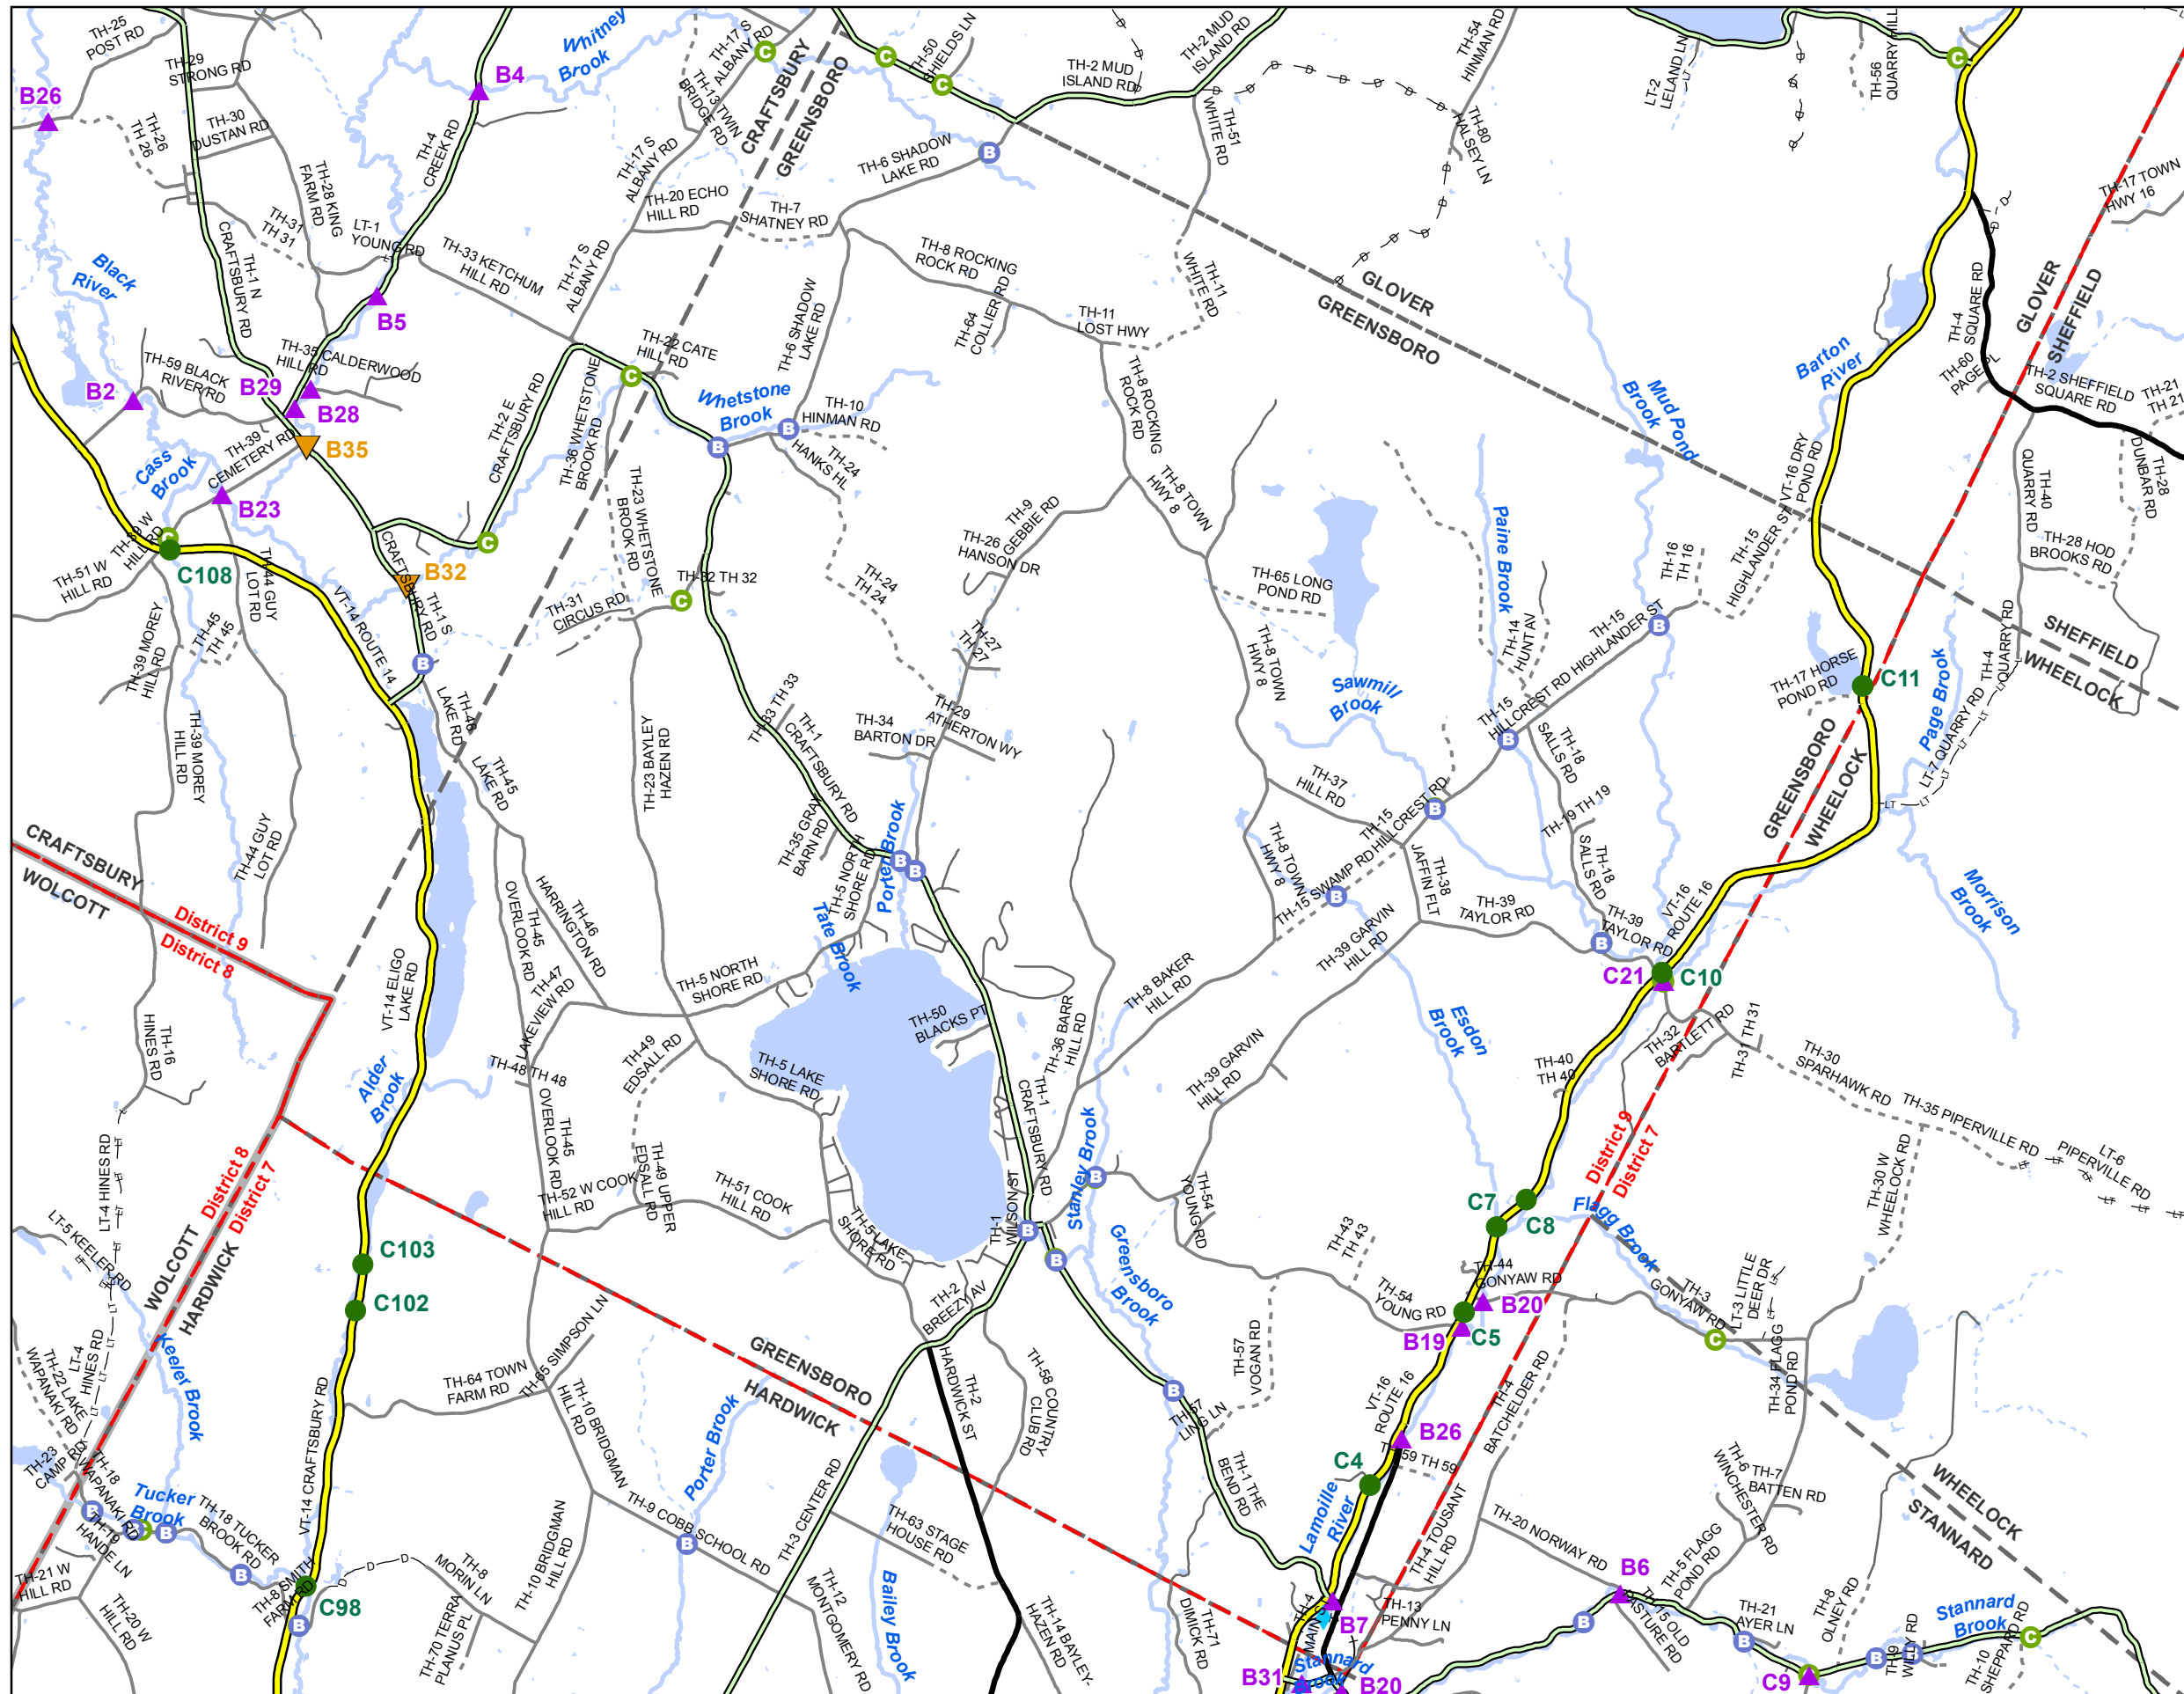 TH-25
POST RD
TH-29
STRONG RD
B26
TH-26
TH 26
TH-30
DUSTAN RD
TH-28 KING
FARM RD
TH-31
TH 31
LT-1
YOUNG RD
TH-4
CREEK RD
B4
Whitney
Brook
TH-17 S
ALBANY RD
TH-13 TWIN
BRIDGE RD
CRAFTSBURY
GREENSBORO
TH-50
SHIELDS LN
TH-2 MUD
ISLAND RD
TH-2 MUD
ISLAND RD
TH-54
HINMAN RD
TH-51
WHITE RD
TH-80
HALSEY LN
LT-2
LELAND LN
TH-56
QUARRY HILL
TH-17 TOWN
HWY 16
TH-17 S
ALBANY RD
TH-6 SHADOW
LAKE RD
TH-20 ECHO
HILL RD
TH-7
SHATNEY RD
Black
River
TH-1 N
CRAFTSBURY RD
TH-33 KETCHUM
HILL RD
TH-17 S
ALBANY RD
TH-8 ROCKING
ROCK RD
TH-11
WHITE RD
TH-11
LOST HWY
TH-64
COLLIER RD
GLOVER
GREENSBORO
GLOVER
SHEFFIELD
TH-4
SQUARE RD
TH-60
PAGE PL
TH-2 SHEFFIELD
SQUARE RD
TH-21
TH 21
B5
TH-35 CALDERWOOD
HILL RD
TH-59 BLACK
RIVER RD
B29
B28
B2
B35
TH-39
CEMETERY RD
Cass
Brook
B23
TH-22 CATE
HILL RD
TH-6 SHADOW
LAKE RD
Whetstone
Brook
TH-10
HINMAN RD
TH-24
HANKS HL
TH-2 E
CRAFTSBURY RD
TH-36 WHETSTONE
BROOK RD
TH-23 WHETSTONE
BROOK RD
TH-8 ROCKING
ROCK RD
TH-8 TOWN
HWY 8
TH-9
GEBBIE RD
TH-26
HANSON DR
Barton
River
Mud Pond
Brook
VT-16 DRY
POND RD
TH-40
QUARRY RD
TH-28
DUNBAR RD
TH-28 HOD
BROOKS RD
TH-39 W
HILL RD
C108
TH-51 W
HILL RD
TH-44 GUY
LOT RD
TH-45
TH 45
TH-39 MOREY
HILL RD
VT-14 ROUTE 14
TH-1 S
CRAFTSBURY RD
B32
TH-32 TH 32
TH-31
CIRCUS RD
TH-24
TH 24
TH-27
TH 27
TH-65 LONG
POND RD
Paine Brook
TH-14
HUNT AV
TH-16
TH 16
TH-15
HIGHLANDER ST
TH-15
HIGHLANDER ST
TH-15
HILLCREST RD
SHEFFIELD
WHEELOCK
TH-4
QUARRY RD
LT-7 QUARRY RD
Page Brook
TH-17 HORSE
POND RD
C11
TH-39 MOREY
HILL RD
TH-46
LAKE RD
TH-45
LAKE RD
TH-23 BAYLEY
HAZEN RD
TH-33 TH 33
TH-1
CRAFTSBURY RD
TH-34
BARTON DR
TH-29
ATHERTON WY
TH-8 TOWN
HWY 8
Sawmill
Brook
TH-18
SALLS RD
TH-19 TH 19
TH-18
SALLS RD
TH-37
HILL RD
TH-15
HILLCREST RD
TH-15 SWAMP RD
TH-38
JAFFIN FLT
TH-8 TOWN
HWY 8
GREENSBORO
WHEELOCK
Morrison
Brook
CRAFTSBURY
WOLCOTT
District 9
District 8
TH-44 GUY
LOT RD
TH-35 GRAY
BARN RD
TH-5 NORTH
SHORE RD
Porter Brook
Tate Brook
TH-45
OVERLOOK RD
TH-46
HARRINGTON RD
TH-47
LAKEVIEW RD
TH-5 NORTH
SHORE RD
VT-14 ELIGO
LAKE RD
TH-39
TAYLOR RD
TH-39
TAYLOR RD
TH-39 GARVIN
HILL RD
VT-16
ROUTE 16
C21
C10
TH-16
HINES RD
Alder
Brook
TH-48 TH 48
TH-49
EDSALL RD
TH-5 LAKE
SHORE RD
TH-50
BLACKS PT
TH-36 BARR
HILL RD
TH-8 BAKER
HILL RD
TH-39 GARVIN
HILL RD
Esdon
Brook
TH-40
TH 40
TH-32
BARTLETT RD
TH-31 TH 31
TH-30
SPARHAWK RD
TH-35 PIPERVILLE RD
LT-6
PIPERVILLE RD
LT-4 HINES RD
District 8
District 7
TH-45
OVERLOOK RD
TH-49 UPPER
EDSALL RD
TH-52 W COOK
HILL RD
TH-51 COOK
HILL RD
TH-1
CRAFTSBURY RD
TH-1
WILSON ST
Stanley Brook
TH-54
YOUNG RD
District 9
District 7
TH-30 W
WHEELOCK RD
LT-5 KEELER RD
WOLCOTT
HARDWICK
C103
C102
TH-5 LAKE
SHORE RD
TH-2
BREEZY AV
Greensboro
Brook
TH-43
TH 43
TH-54
YOUNG RD
C7
C8
Flagg Brook
TH-44
GONYAW RD
B20
B19
C5
TH-3
GONYAW RD
LT-3 LITTLE
DEER DR
TH-34 FLAGG
POND RD
LT-4
HINES RD
TH-22 LAKE
WAPANAKI RD
Keeler Brook
TH-64 TOWN
FARM RD
TH-65 SIMPSON LN
TH-10 BRIDGMAN
HILL RD
GREENSBORO
HARDWICK
TH-2
HARDWICK ST
TH-58 COUNTRY
CLUB RD
TH-57
VOGAN RD
TH-57
LING LN
VT-16
ROUTE 16
TH-4
BATCHELDER RD
B26
TH-59 TH 59
C4
TH-23
CAMP RD
TH-18
WAPANAKI RD
Tucker
Brook
TH-18 TUCKER
BROOK RD
TH-19
HANDE LN
TH-21 W
HILL RD
TH-20 W
HILL RD
VT-14 CRAFTSBURY RD
TH-8 SMITH
FARM RD
C98
TH-8
MORIN LN
TH-70 TERRA
PLANUS PL
TH-10 BRIDGMAN
HILL RD
Porter Brook
TH-9 COBB SCHOOL RD
TH-3 CENTER RD
TH-63 STAGE
HOUSE RD
TH-12
MONTGOMERY RD
Bailey Brook
TH-14 BAYLEY-
HAZEN RD
TH-1 THE
BEND RD
TH-71
DIMICK RD
Lamoille
River
TH-4
MAIN ST
B7
TH-13
PENNY LN
TH-4 TOUSANT
HILL RD
Stannard
Brook
B31
B20
TH-20 NORWAY RD
TH-6
WINCHESTER RD
TH-7
BATTEN RD
TH-5 FLAGG
POND RD
B6
TH-15 OLD
PASTURE RD
TH-21
AYER LN
TH-8
OLNEY RD
C9
TH-9
WILLY RD
Stannard
Brook
TH-10
SHEPPARD RD
WHEELOCK
STANNARD